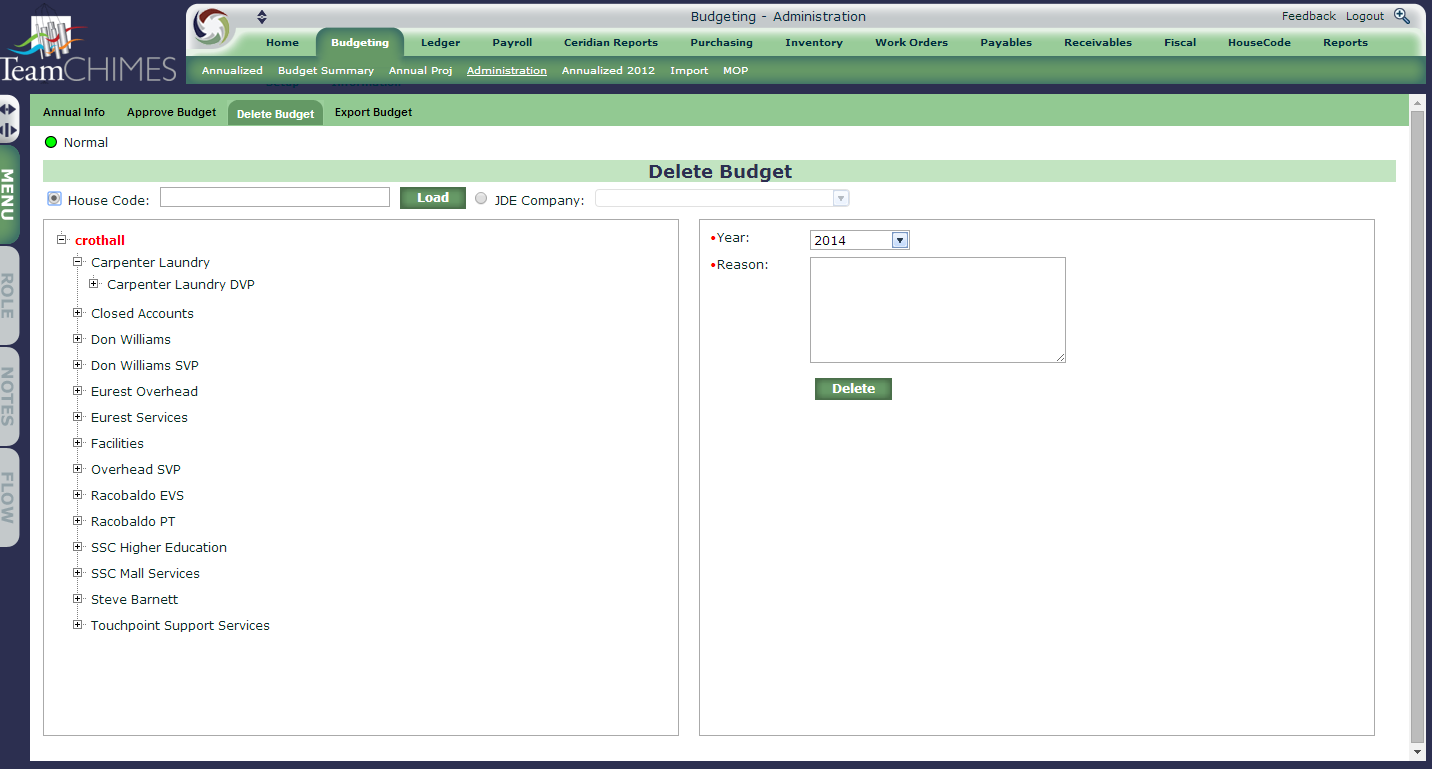 TeamCHIMES
Budgeting - Administration
Feedback Logout
Home Budgeting Ledger Payroll Ceridian Reports Purchasing Inventory Work Orders Payables Receivables Fiscal HouseCode Reports
Annualized Budget Summary Annual Proj Administration Annualized 2012 Import MOP
Annual Info Approve Budget Delete Budget Export Budget
MENU
ROLE
NOTES
FLOW
Normal
Delete Budget
House Code: Load JDE Company:
crothall
Carpenter Laundry
Carpenter Laundry DVP
Closed Accounts
Don Williams
Don Williams SVP
Eurest Overhead
Eurest Services
Facilities
Overhead SVP
Racobaldo EVS
Racobaldo PT
SSC Higher Education
SSC Mall Services
Steve Barnett
Touchpoint Support Services
•Year: 2014
•Reason:
Delete